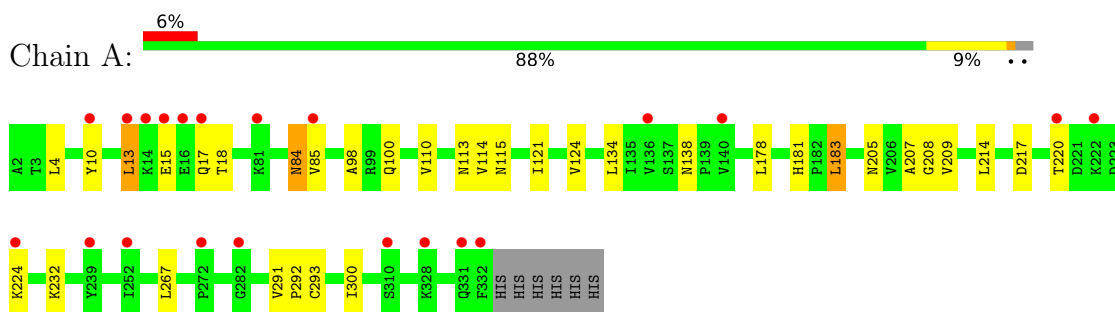 6%
Chain A:
88% 9% • •
A2 T3 L4 Y10 L13 K14 E15 E16 Q17 T18 K81 N84 V85 A98 R99 Q100 V110 N113 V114 N115 I121 V124 L134 I135 V136 S137 N138 P139 V140 L178 H181 P182 L183 N205 V206 A207 G208 V209 L214 D217 T220 D221 K222 D223
K224 K232 Y239 I252 L267 P272 G282 V291 P292 C293 I300 S310 K328 Q331 F332 HIS HIS HIS HIS HIS HIS